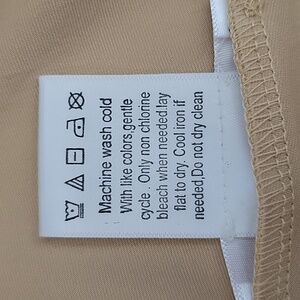 Machine wash cold
With like colors,gentle
cycle . Only non chlorine
bleach when needed.lay
flat to dry. Cool iron if
needed.Do not dry clean